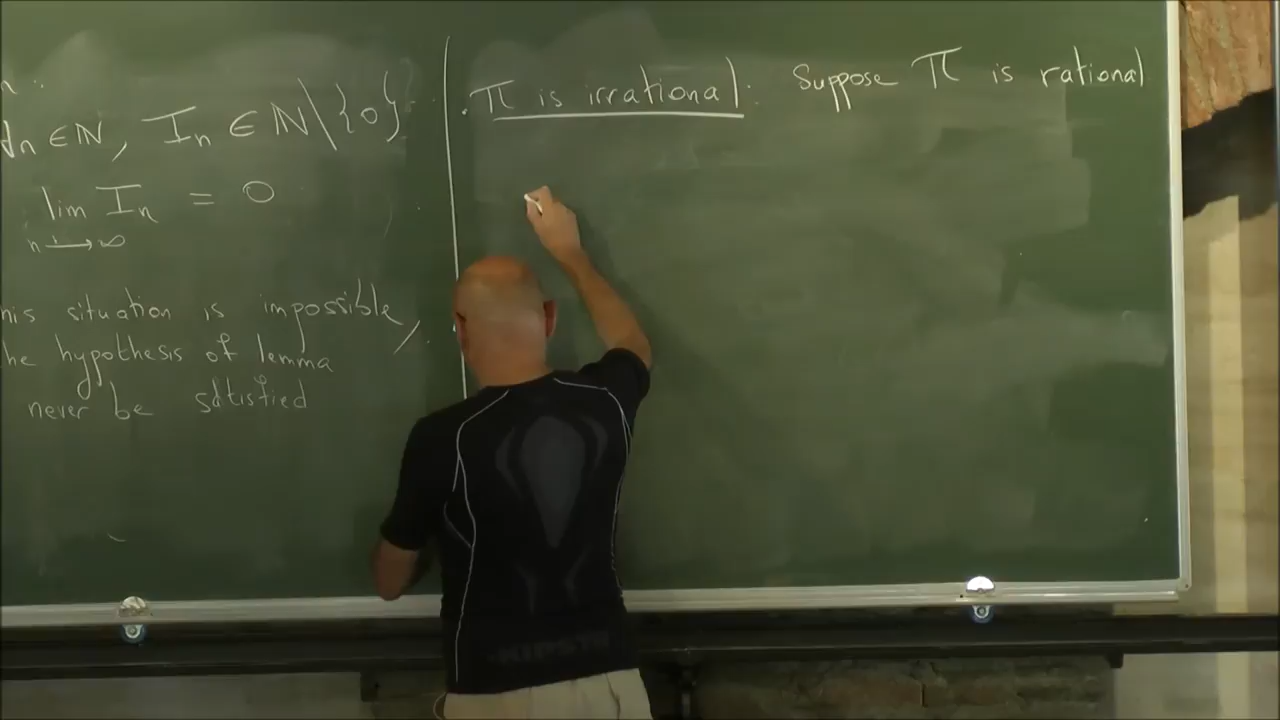 n :
∀n ∈ ℕ, Iₙ ∈ ℕ\{0}
lim Iₙ = 0
n → ∞
his situation is impossible,
he hypothesis of lemma
never be satisfied
π is irrational. Suppose π is rational
KIPSTA